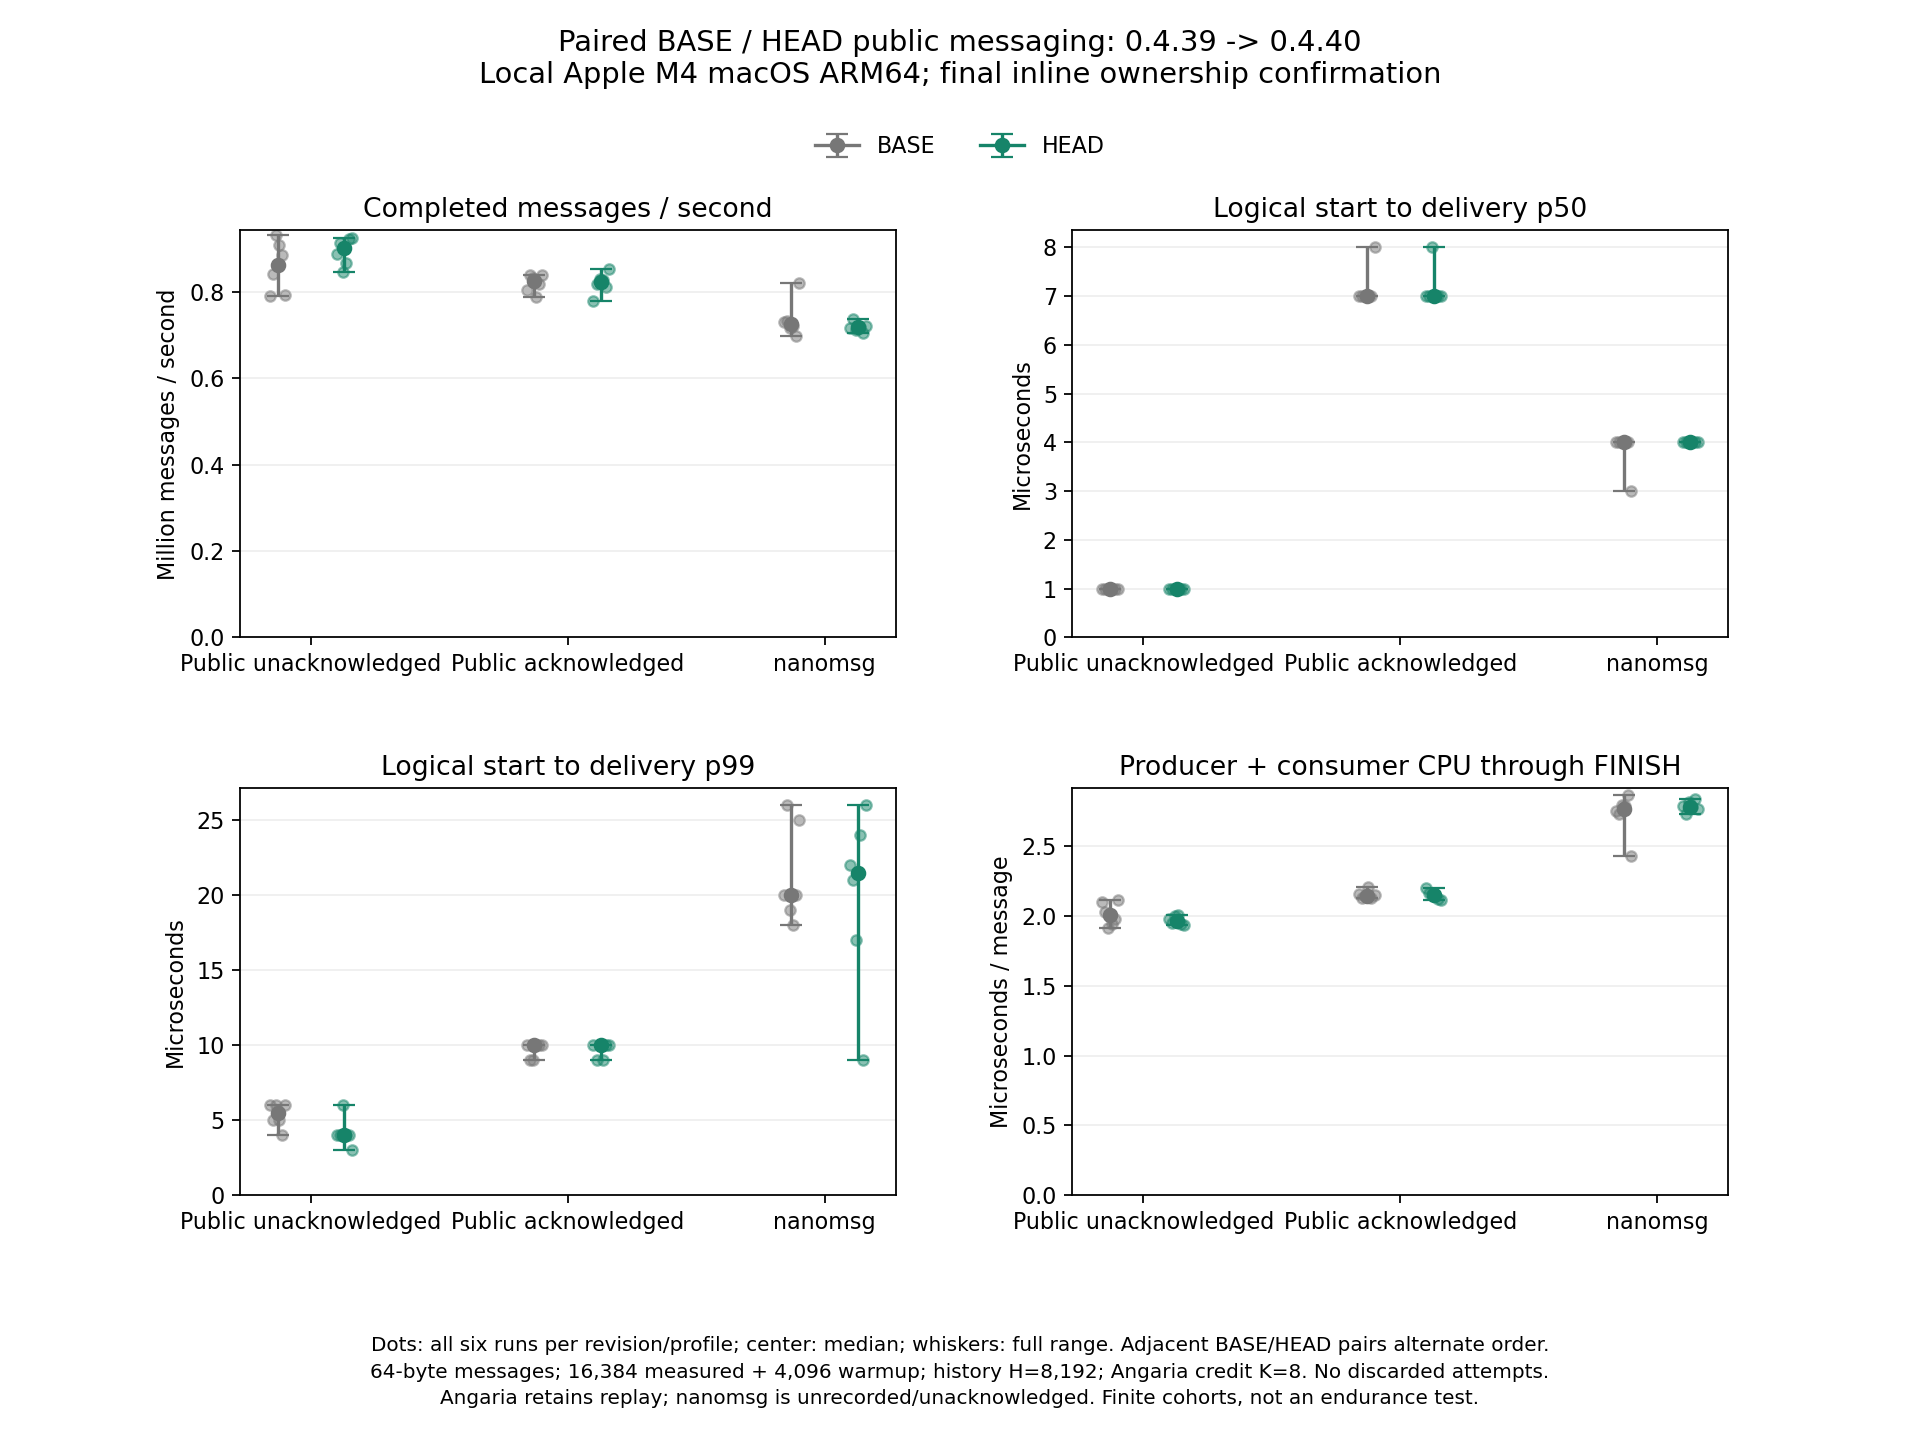 Paired BASE / HEAD public messaging: 0.4.39 -> 0.4.40
Local Apple M4 macOS ARM64; final inline ownership confirmation
BASE
HEAD
Completed messages / second
Million messages / second
0.8
0.6
0.4
0.2
0.0
Public unacknowledged
Public acknowledged
nanomsg
Logical start to delivery p50
Microseconds
8
7
6
5
4
3
2
1
0
Public unacknowledged
Public acknowledged
nanomsg
Logical start to delivery p99
Microseconds
25
20
15
10
5
0
Public unacknowledged
Public acknowledged
nanomsg
Producer + consumer CPU through FINISH
Microseconds / message
2.5
2.0
1.5
1.0
0.5
0.0
Public unacknowledged
Public acknowledged
nanomsg
Dots: all six runs per revision/profile; center: median; whiskers: full range. Adjacent BASE/HEAD pairs alternate order.
64-byte messages; 16,384 measured + 4,096 warmup; history H=8,192; Angaria credit K=8. No discarded attempts.
Angaria retains replay; nanomsg is unrecorded/unacknowledged. Finite cohorts, not an endurance test.